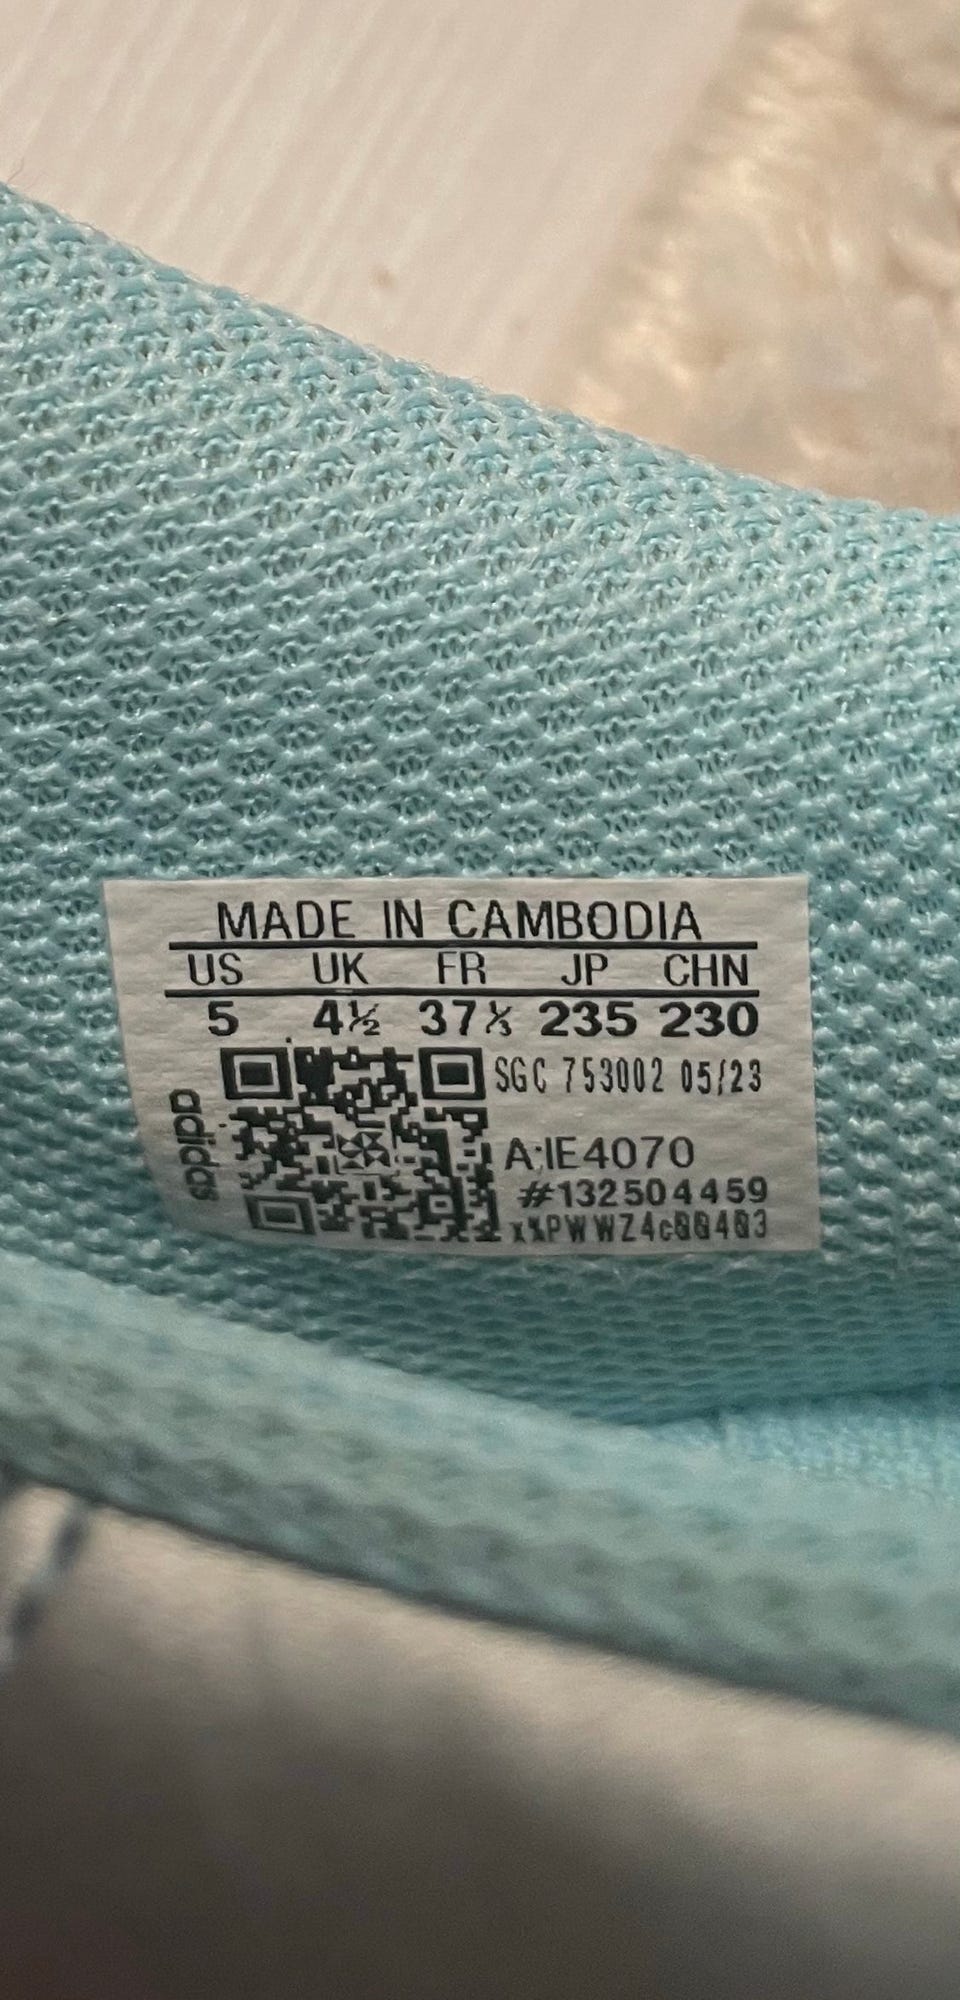 MADE IN CAMBODIA
US UK FR JP CHN
5 4½ 37⅓ 235 230
SGC 753002 05/23
adidas
A:IE4070
#132504459